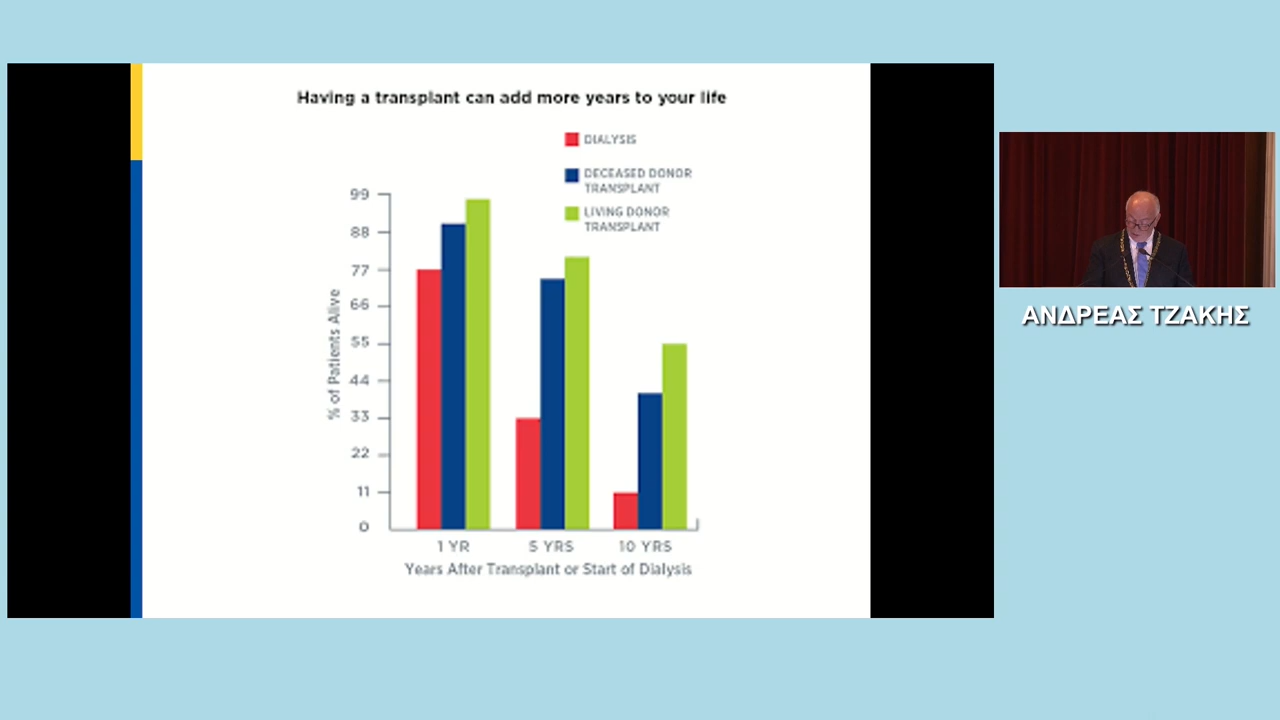 Having a transplant can add more years to your life
DIALYSIS
DECEASED DONOR
TRANSPLANT
LIVING DONOR
TRANSPLANT
% of Patients Alive
99
88
77
66
55
44
33
22
11
0
1 YR
5 YRS
10 YRS
Years After Transplant or Start of Dialysis
ΑΝΔΡΕΑΣ ΤΖΑΚΗΣ